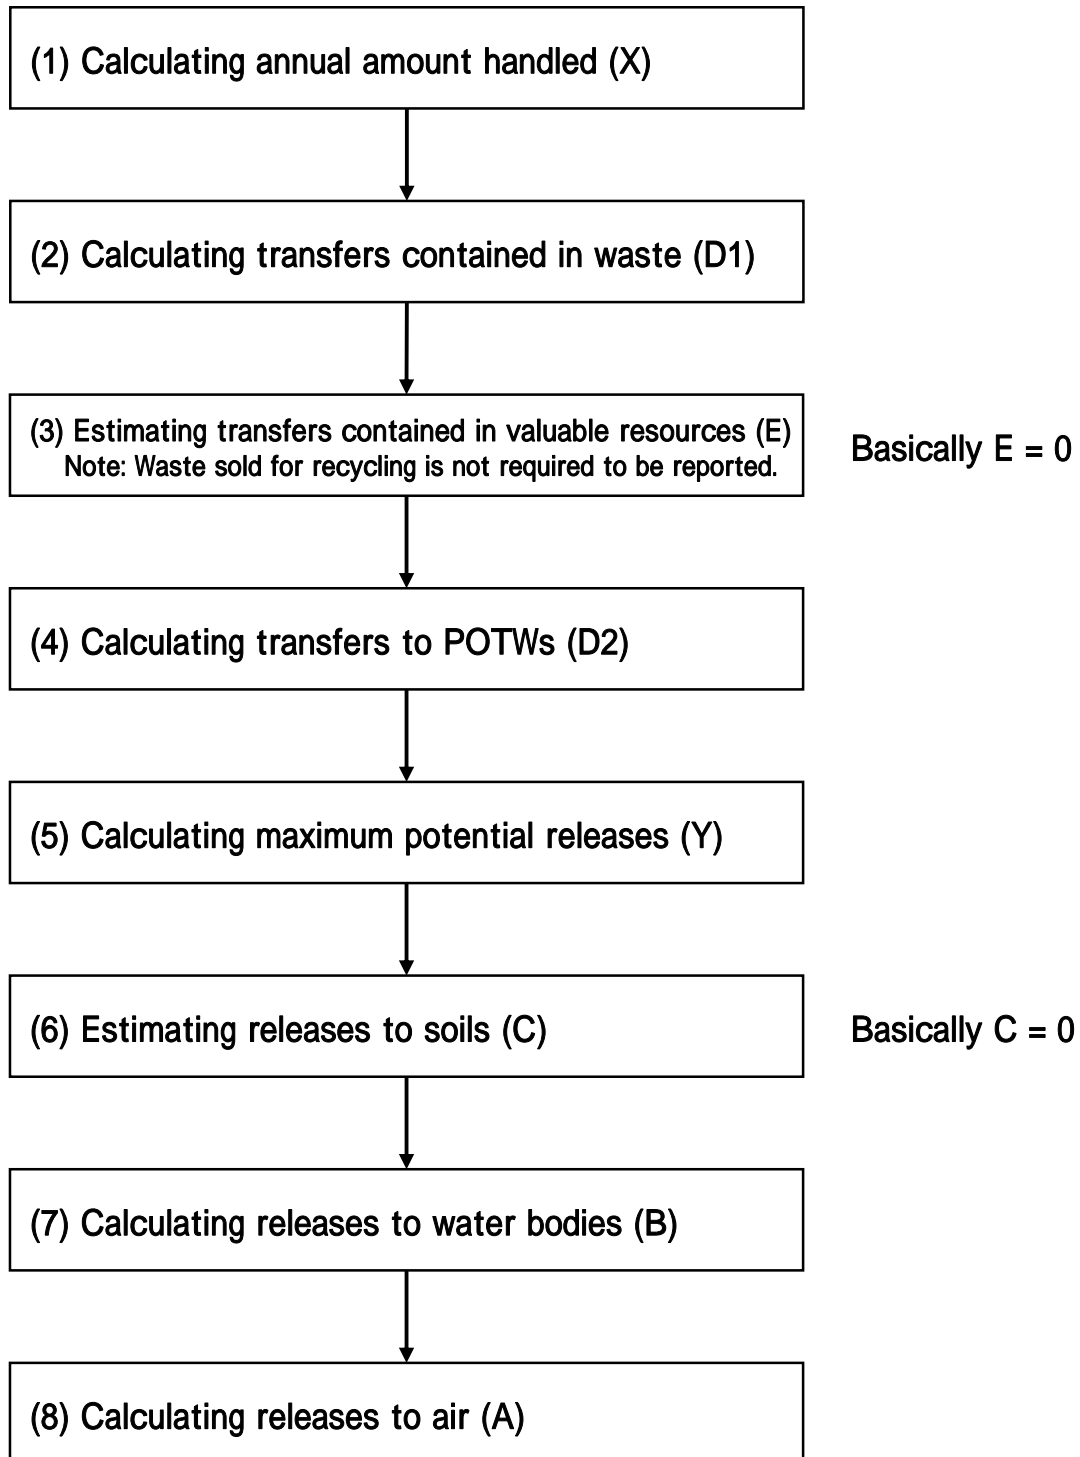 (1) Calculating annual amount handled (X)
(2) Calculating transfers contained in waste (D1)
(3) Estimating transfers contained in valuable resources (E)
Note: Waste sold for recycling is not required to be reported.
Basically E = 0
(4) Calculating transfers to POTWs (D2)
(5) Calculating maximum potential releases (Y)
(6) Estimating releases to soils (C)
Basically C = 0
(7) Calculating releases to water bodies (B)
(8) Calculating releases to air (A)